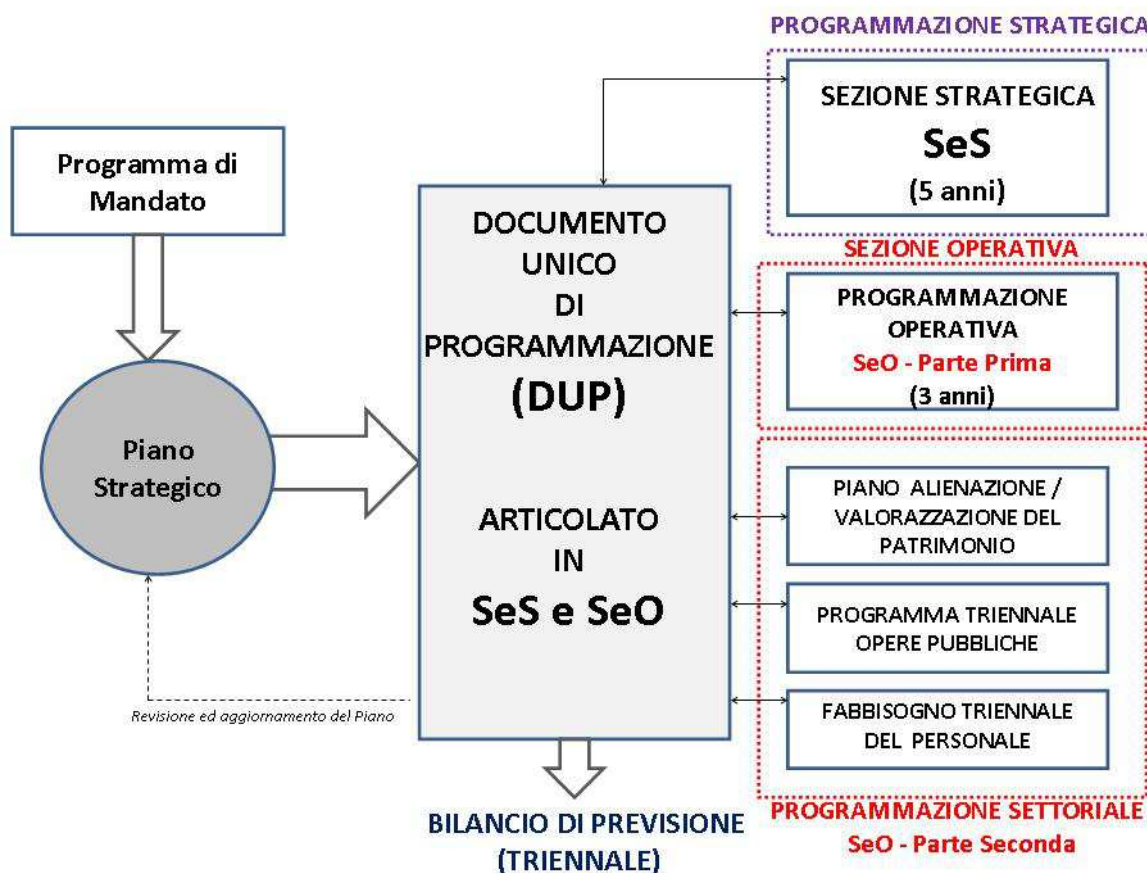 PROGRAMMAZIONE STRATEGICA
SEZIONE STRATEGICA
SeS
(5 anni)
Programma di
Mandato
Piano
Strategico
Revisione ed aggiornamento del Piano
DOCUMENTO
UNICO
DI
PROGRAMMAZIONE
(DUP)
ARTICOLATO
IN
SeS e SeO
BILANCIO DI PREVISIONE
(TRIENNALE)
SEZIONE OPERATIVA
PROGRAMMAZIONE
OPERATIVA
SeO - Parte Prima
(3 anni)
PIANO ALIENAZIONE /
VALORAZZAZIONE DEL
PATRIMONIO
PROGRAMMA TRIENNALE
OPERE PUBBLICHE
FABBISOGNO TRIENNALE
DEL PERSONALE
PROGRAMMAZIONE SETTORIALE
SeO - Parte Seconda